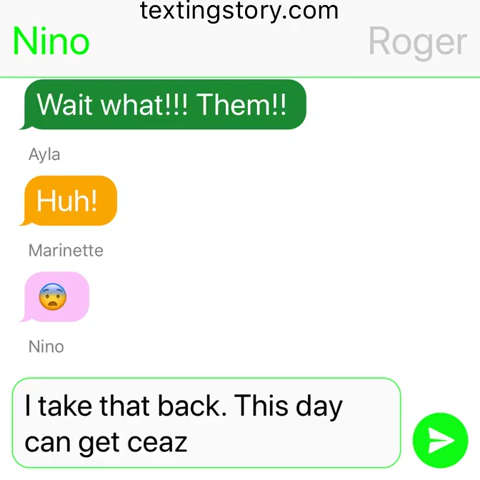 textingstory.com
Nino Roger
Wait what!!! Them!!
Ayla
Huh!
Marinette
😨
Nino
I take that back. This day
can get ceaz